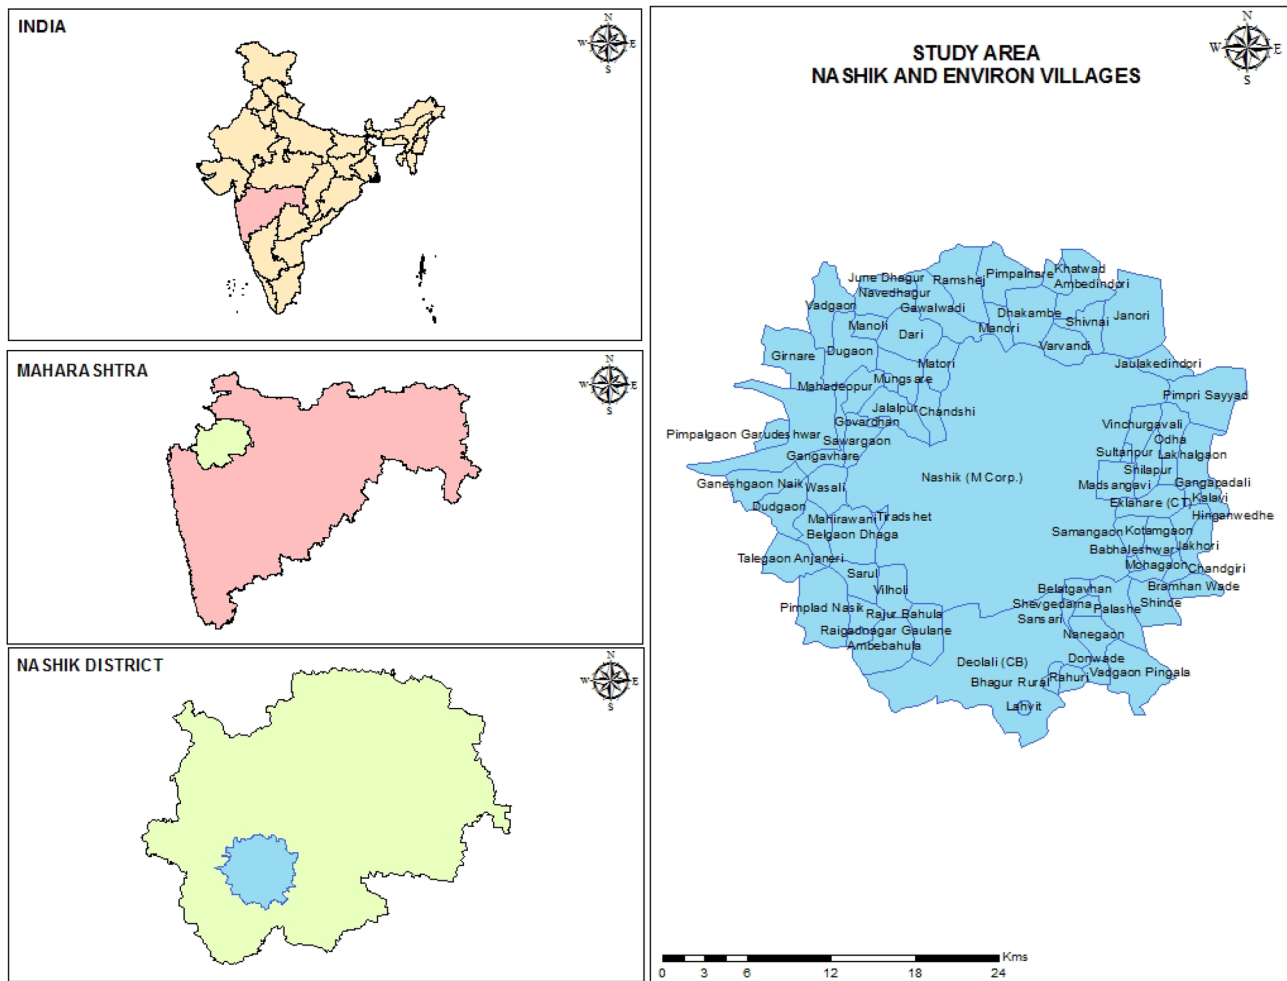 INDIA
N
W E
S
MAHARASHTRA
N
W E
S
NASHIK DISTRICT
N
W E
S
STUDY AREA
NASHIK AND ENVIRON VILLAGES
N
W E
S
June Dhagur
Navedhagur
Gawalwadi
Ramshej
Pimpalnare
Khatwad
Ambedindori
Vadgaon
Manoli
Dari
Manori
Dhakambe
Shivnai
Janori
Varvandi
Girnare
Dugaon
Matori
Jaulakedindori
Mahadeopur
Mungsare
Pimpri Sayyad
Jalalpur
Chandshi
Govardhan
Vinchurgavali
Pimpalgaon Garudeshwar
Sawargaon
Odha
Gangavhare
Sultanpur
Lakhalgaon
Shilapur
Ganeshgaon Naik
Wasali
Nashik (M Corp.)
Madsangavi
Gangapadali
Dudgaon
Eklahare (CT)
Kalavi
Mahirawani
Tiradshet
Hinganwedhe
Belgaon Dhaga
Samangaon
Kotamgaon
Talegaon Anjaneri
Babhaleshwar
Jakhori
Sarul
Mohagaon
Chandgiri
Vilholi
Belatgavhan
Bramhan Wade
Pimplad Nasik
Rajur Bahula
Shevgedarna
Palashe
Shinde
Sansari
Raigadnagar
Gaulane
Nanegaon
Ambebahula
Deolali (CB)
Donwade
Bhagur Rural
Rahuri
Vadgaon Pingala
Lahvit
Kms
0 3 6 12 18 24